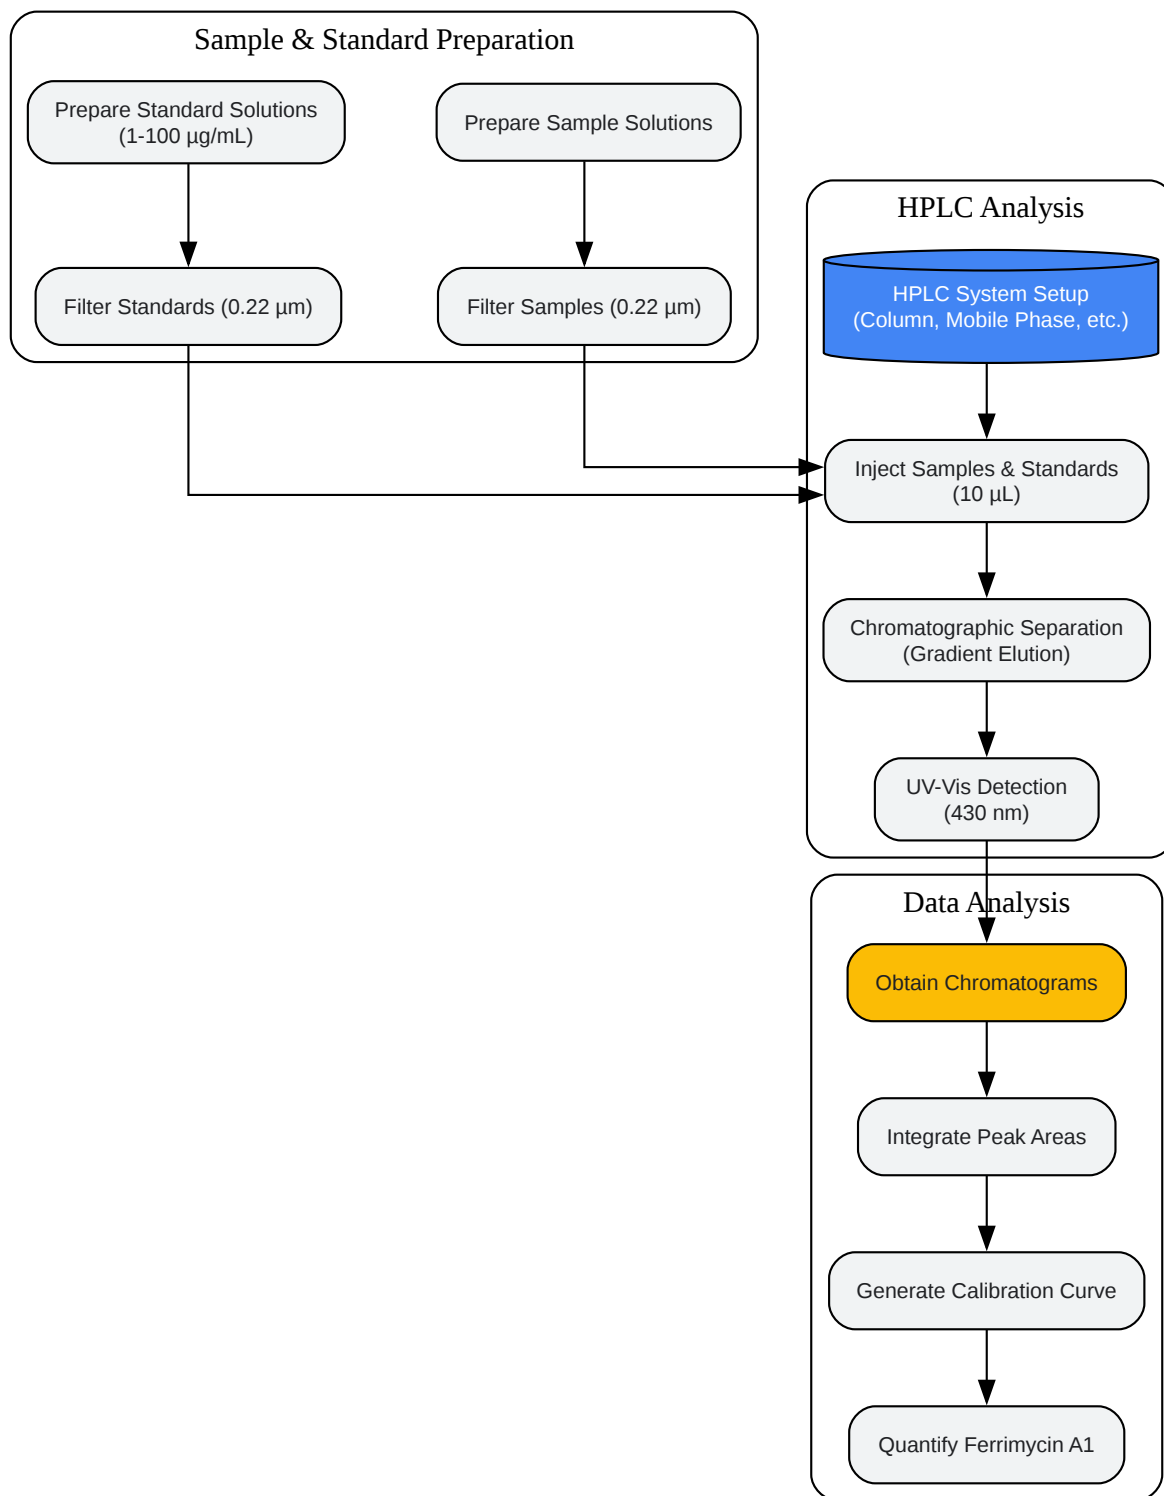 Sample & Standard Preparation
Prepare Standard Solutions
(1-100 µg/mL)
Prepare Sample Solutions
Filter Standards (0.22 µm)
Filter Samples (0.22 µm)
HPLC Analysis
HPLC System Setup
(Column, Mobile Phase, etc.)
Inject Samples & Standards
(10 µL)
Chromatographic Separation
(Gradient Elution)
UV-Vis Detection
(430 nm)
Data Analysis
Obtain Chromatograms
Integrate Peak Areas
Generate Calibration Curve
Quantify Ferrimycin A1